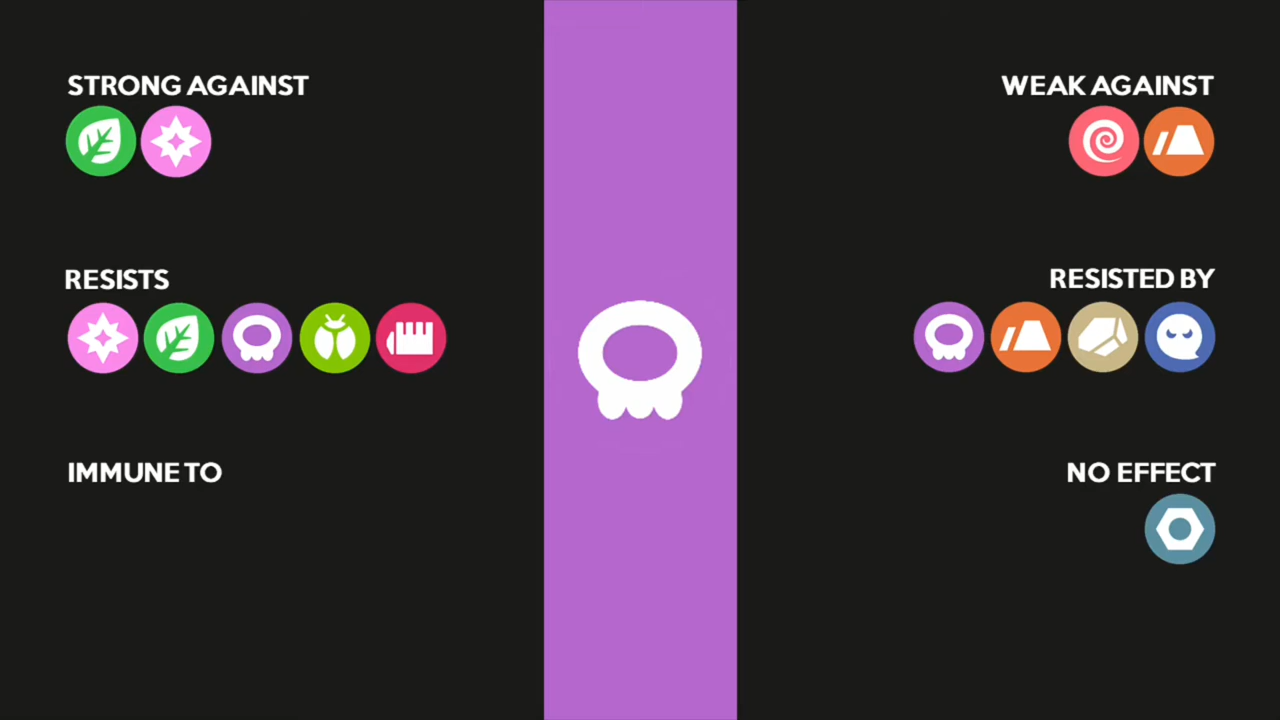 STRONG AGAINST
WEAK AGAINST
RESISTS
RESISTED BY
IMMUNE TO
NO EFFECT